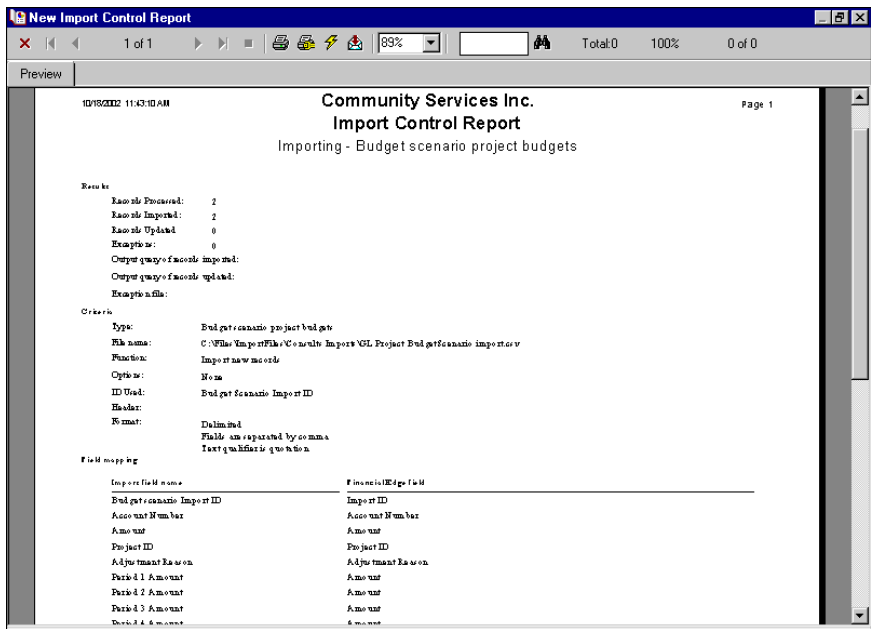 New Import Control Report
1 of 1 89% Total:0 100% 0 of 0
Preview
10/18/2002 11:43:10 AM Community Services Inc. Page 1
Import Control Report
Importing - Budget scenario project budgets
Results
Records Processed: 2
Records Imported: 2
Records Updated 0
Exceptions: 0
Output query of records imported:
Output query of records updated:
Exception file:
Criteria
Type: Budget scenario project budgets
File name: C:\Files\ImportFiles\Consults Imports\GL Project BudgetScenario import.csv
Function: Import new records
Options: None
ID Used: Budget Scenario Import ID
Header:
Format: Delimited
Fields are separated by comma
Text qualifier is quotation
Field mapping
Import field name Financial Edge field
Budget scenario Import ID Import ID
Account Number Account Number
Amount Amount
Project ID Project ID
Adjustment Reason Adjustment Reason
Period 1 Amount Amount
Period 2 Amount Amount
Period 3 Amount Amount
Period 4 Amount Amount